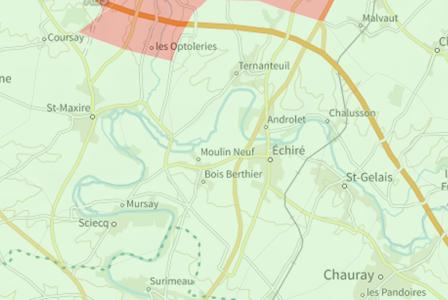 Malvaut
Coursay
les Optoleries
Ternanteuil
St-Maxire
Androlet
Chalusson
Moulin Neuf
Échiré
Bois Berthier
St-Gelais
Mursay
Sciecq
Surimeau
Chauray
les Pandoires